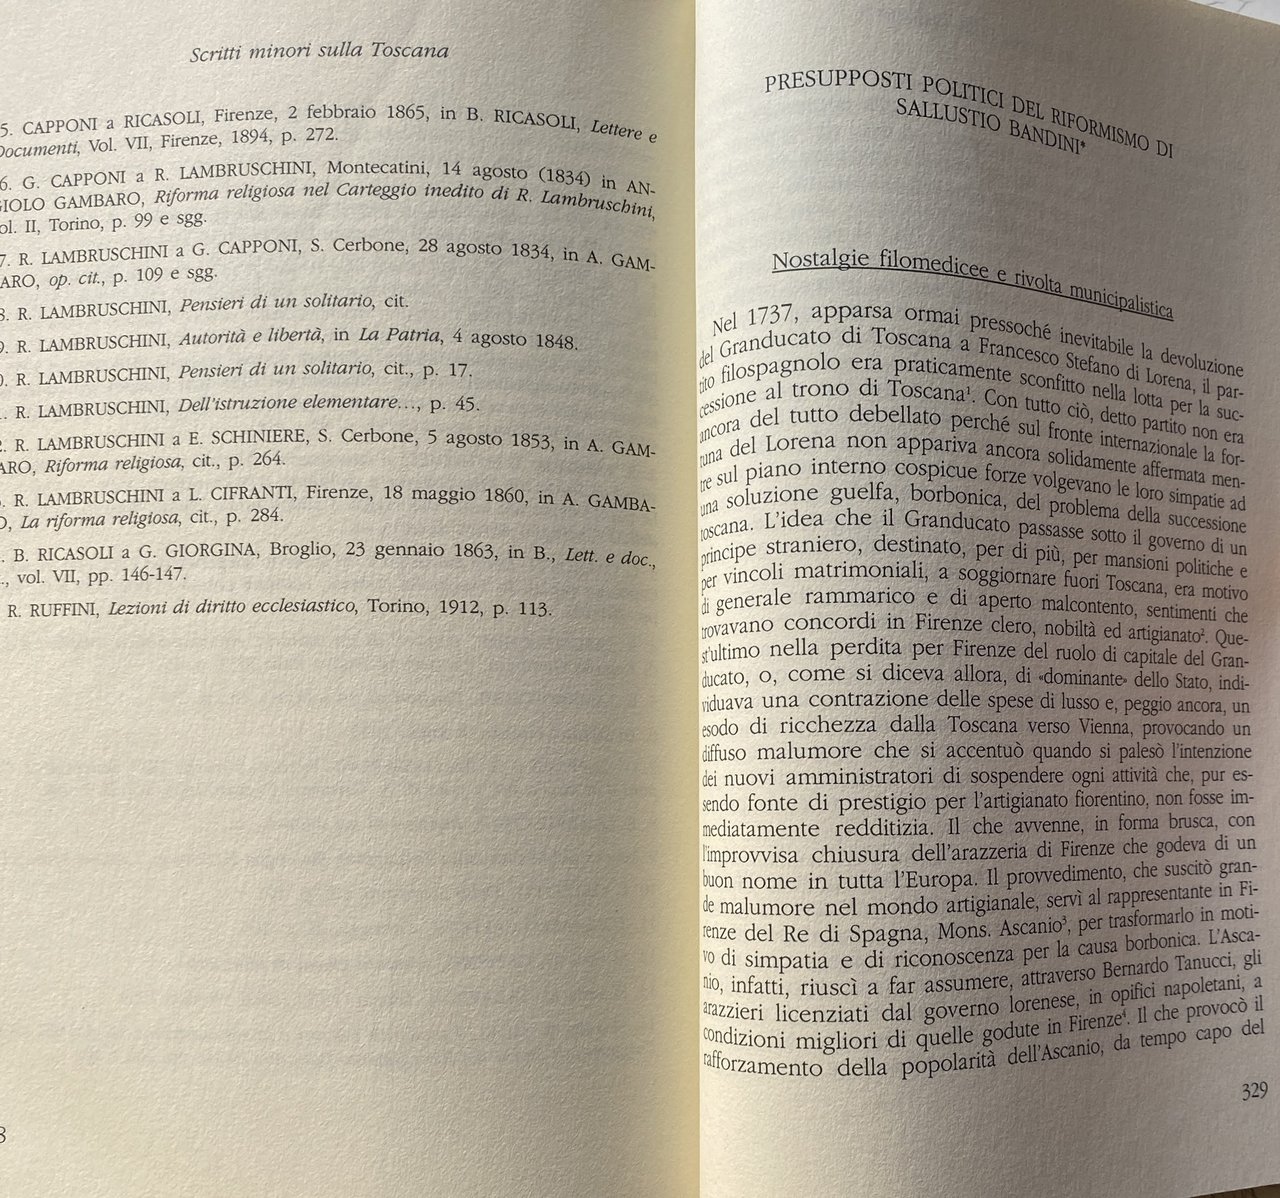 Scritti minori sulla Toscana
5. CAPPONI a RICASOLI, Firenze, 2 febbraio 1865, in B. RICASOLI, Lettere e
Documenti, Vol. VII, Firenze, 1894, p. 272.
6. G. CAPPONI a R. LAMBRUSCHINI, Montecatini, 14 agosto (1834) in AN-
GIOLO GAMBARO, Riforma religiosa nel Carteggio inedito di R. Lambruschini,
ol. II, Torino, p. 99 e sgg.
7. R. LAMBRUSCHINI a G. CAPPONI, S. Cerbone, 28 agosto 1834, in A. GAM-
ARO, op. cit., p. 109 e sgg.
8. R. LAMBRUSCHINI, Pensieri di un solitario, cit.
9. R. LAMBRUSCHINI, Autorità e libertà, in La Patria, 4 agosto 1848.
0. R. LAMBRUSCHINI, Pensieri di un solitario, cit., p. 17.
. R. LAMBRUSCHINI, Dell'istruzione elementare..., p. 45.
2. R. LAMBRUSCHINI a E. SCHINIERE, S. Cerbone, 5 agosto 1853, in A. GAM-
ARO, Riforma religiosa, cit., p. 264.
. R. LAMBRUSCHINI a L. CIFRANTI, Firenze, 18 maggio 1860, in A. GAMBA-
O, La riforma religiosa, cit., p. 284.
. B. RICASOLI a G. GIORGINA, Broglio, 23 gennaio 1863, in B., Lett. e doc.,
., vol. VII, pp. 146-147.
R. RUFFINI, Lezioni di diritto ecclesiastico, Torino, 1912, p. 113.
8
PRESUPPOSTI POLITICI DEL RIFORMISMO DI
SALLUSTIO BANDINI*
Nostalgie filomedicee e rivolta municipalistica
Nel 1737, apparsa ormai pressoché inevitabile la devoluzione
del Granducato di Toscana a Francesco Stefano di Lorena, il par-
tito filospagnolo era praticamente sconfitto nella lotta per la suc-
cessione al trono di Toscana¹. Con tutto ciò, detto partito non era
ancora del tutto debellato perché sul fronte internazionale la for-
tuna del Lorena non appariva ancora solidamente affermata men-
tre sul piano interno cospicue forze volgevano le loro simpatie ad
una soluzione guelfa, borbonica, del problema della successione
toscana. L'idea che il Granducato passasse sotto il governo di un
principe straniero, destinato, per di più, per mansioni politiche e
per vincoli matrimoniali, a soggiornare fuori Toscana, era motivo
di generale rammarico e di aperto malcontento, sentimenti che
trovavano concordi in Firenze clero, nobiltà ed artigianato². Que-
st'ultimo nella perdita per Firenze del ruolo di capitale del Gran-
ducato, o, come si diceva allora, di «dominante» dello Stato, indi-
viduava una contrazione delle spese di lusso e, peggio ancora, un
esodo di ricchezza dalla Toscana verso Vienna, provocando un
diffuso malumore che si accentuò quando si palesò l'intenzione
dei nuovi amministratori di sospendere ogni attività che, pur es-
sendo fonte di prestigio per l'artigianato fiorentino, non fosse im-
mediatamente redditizia. Il che avvenne, in forma brusca, con
l'improvvisa chiusura dell'arazzeria di Firenze che godeva di un
buon nome in tutta l'Europa. Il provvedimento, che suscitò gran-
de malumore nel mondo artigianale, servì al rappresentante in Fi-
renze del Re di Spagna, Mons. Ascanio³, per trasformarlo in moti-
vo di simpatia e di riconoscenza per la causa borbonica. L'Asca-
nio, infatti, riuscì a far assumere, attraverso Bernardo Tanucci, gli
arazzieri licenziati dal governo lorenese, in opifici napoletani, a
condizioni migliori di quelle godute in Firenze⁴. Il che provocò il
rafforzamento della popolarità dell'Ascanio, da tempo capo del
329